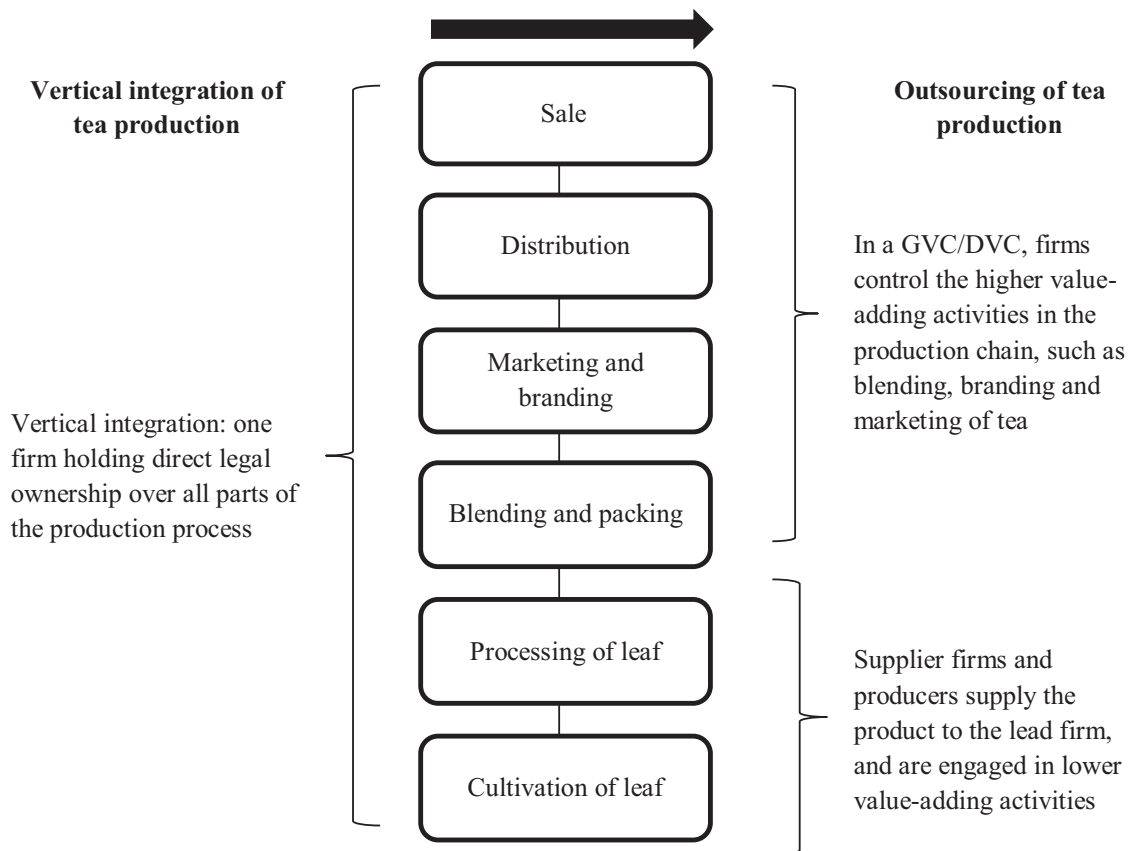 Vertical integration of
tea production
Vertical integration: one
firm holding direct legal
ownership over all parts of
the production process
Sale
Distribution
Marketing and
branding
Blending and packing
Processing of leaf
Cultivation of leaf
Outsourcing of tea
production
In a GVC/DVC, firms
control the higher value-
adding activities in the
production chain, such as
blending, branding and
marketing of tea
Supplier firms and
producers supply the
product to the lead firm,
and are engaged in lower
value-adding activities